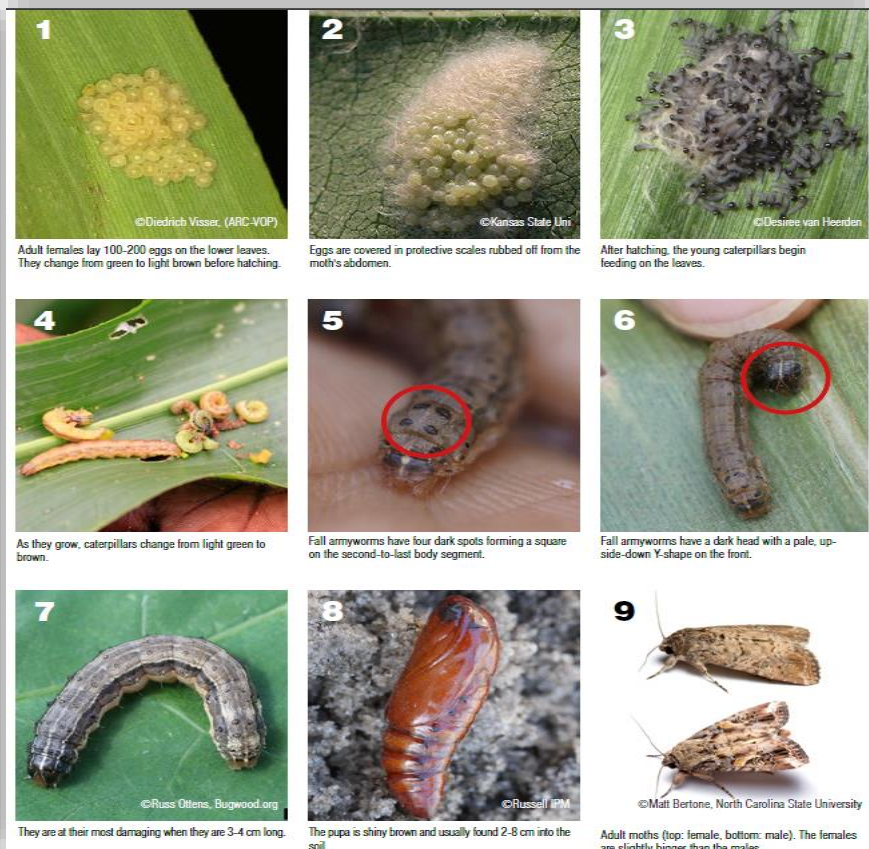 1
©Diedrich Visser, (ARC-VOP)
Adult females lay 100-200 eggs on the lower leaves.
They change from green to light brown before hatching.
2
©Kansas State Uni
Eggs are covered in protective scales rubbed off from the
moth's abdomen.
3
©Desiree van Heerden
After hatching, the young caterpillars begin
feeding on the leaves.
4
As they grow, caterpillars change from light green to
brown.
5
Fall armyworms have four dark spots forming a square
on the second-to-last body segment.
6
Fall armyworms have a dark head with a pale, up-
side-down Y-shape on the front.
7
©Russ Ottens, Bugwood.org
They are at their most damaging when they are 3-4 cm long.
8
©Russell IPM
The pupa is shiny brown and usually found 2-8 cm into the
soil
9
©Matt Bertone, North Carolina State University
Adult moths (top: female, bottom: male). The females
are slightly bigger than the males